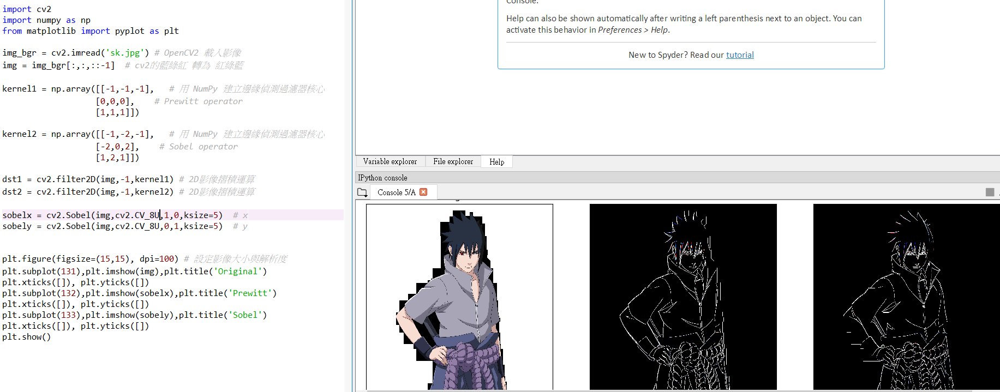 import cv2
import numpy as np
from matplotlib import pyplot as plt
img_bgr = cv2.imread('sk.jpg') # OpenCV2 載入影像
img = img_bgr[:,:,::-1]  # cv2的藍綠紅 轉為 紅綠藍
kernel1 = np.array([[-1,-1,-1],   # 用 NumPy 建立邊緣偵測過濾器核心
[0,0,0],    # Prewitt operator
[1,1,1]])
kernel2 = np.array([[-1,-2,-1],   # 用 NumPy 建立邊緣偵測過濾器核心
[-2,0,2],    # Sobel operator
[1,2,1]])
dst1 = cv2.filter2D(img,-1,kernel1) # 2D影像摺積運算
dst2 = cv2.filter2D(img,-1,kernel2) # 2D影像摺積運算
sobelx = cv2.Sobel(img,cv2.CV_8U,1,0,ksize=5)  # x
sobely = cv2.Sobel(img,cv2.CV_8U,0,1,ksize=5)  # y
plt.figure(figsize=(15,15), dpi=100) # 設定影像大小與解析度
plt.subplot(131),plt.imshow(img),plt.title('Original')
plt.xticks([]), plt.yticks([])
plt.subplot(132),plt.imshow(sobelx),plt.title('Prewitt')
plt.xticks([]), plt.yticks([])
plt.subplot(133),plt.imshow(sobely),plt.title('Sobel')
plt.xticks([]), plt.yticks([])
plt.show()
Console.
Help can also be shown automatically after writing a left parenthesis next to an object. You can
activate this behavior in Preferences > Help.
New to Spyder? Read our tutorial
Variable explorer
File explorer
Help
IPython console
Console 5/A